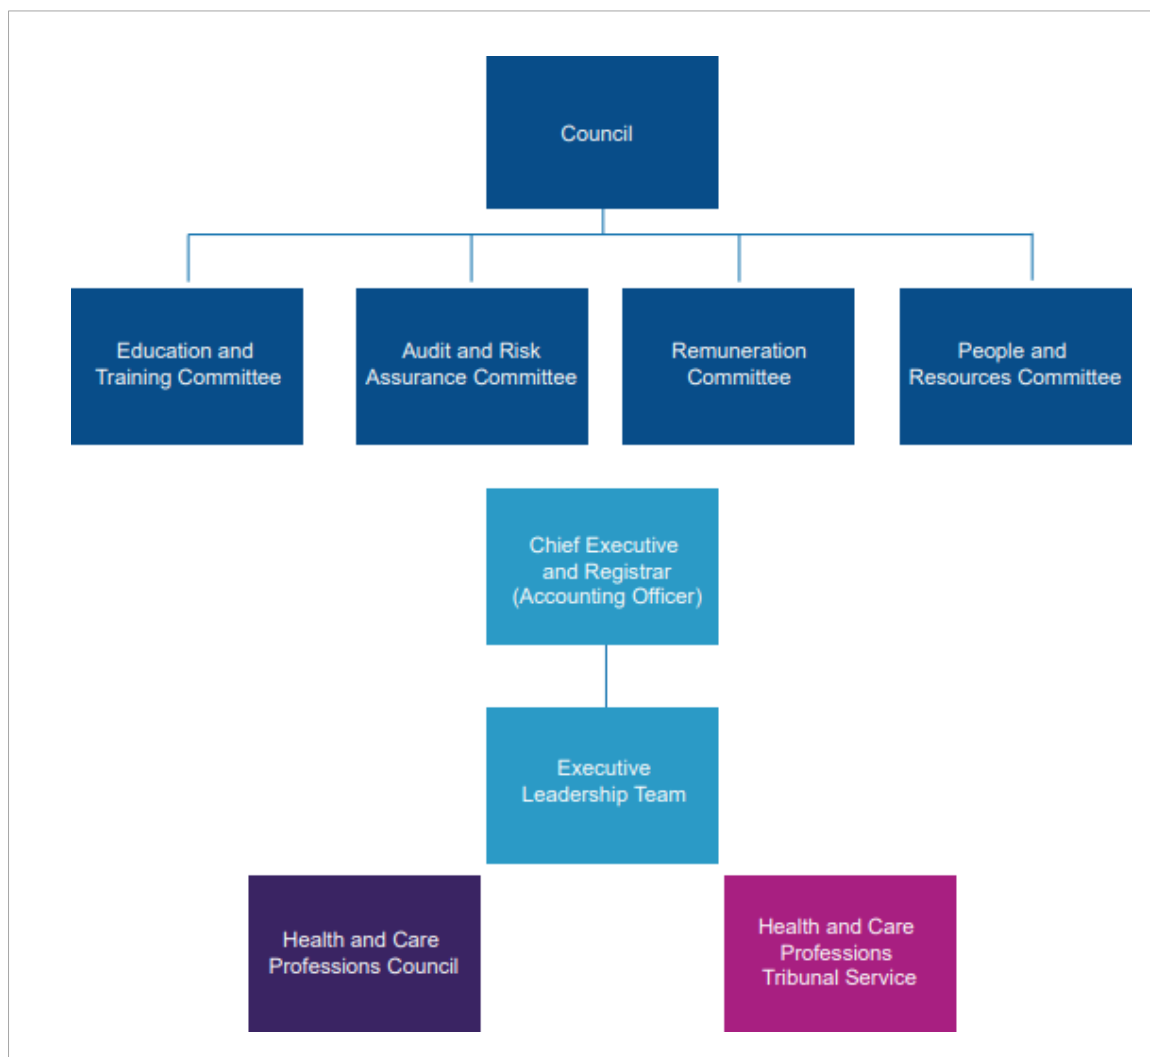 Council
Education and
Training Committee
Audit and Risk
Assurance Committee
Remuneration
Committee
People and
Resources Committee
Chief Executive
and Registrar
(Accounting Officer)
Executive
Leadership Team
Health and Care
Professions Council
Health and Care
Professions
Tribunal Service